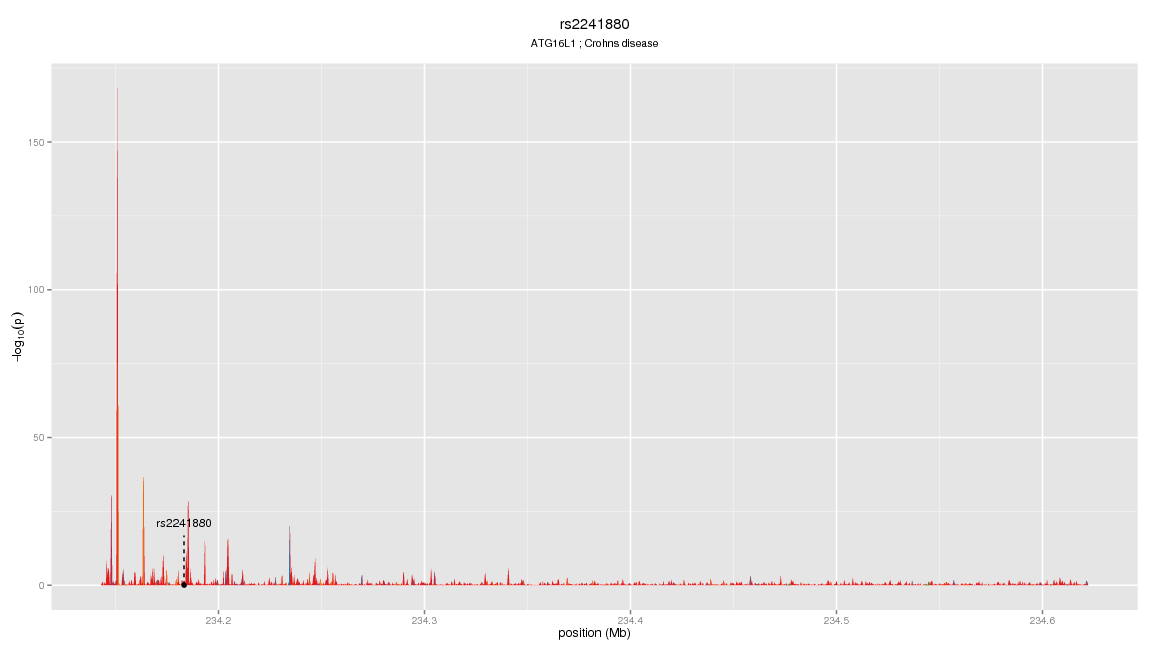 rs2241880
ATG16L1 ; Crohns disease
150
100
50
0
−log10(p)
rs2241880
234.2 234.3 234.4 234.5 234.6
position (Mb)